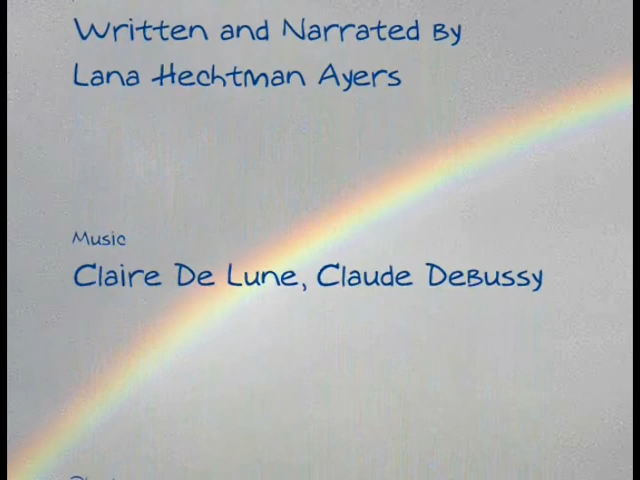 Written and Narrated By
Lana Hechtman Ayers
Music
Claire De Lune, Claude Debussy